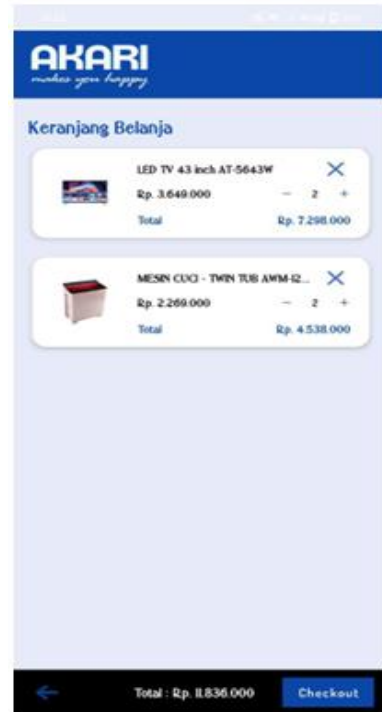 AKARI
makes you happy
Keranjang Belanja
LED TV 43 inch AT-5643W
Rp. 3.649.000
2
Total Rp. 7.298.000
MESIN CUCI - TWIN TUB AWM-12...
Rp. 2.269.000
2
Total Rp. 4.538.000
Total : Rp. 11.836.000
Checkout